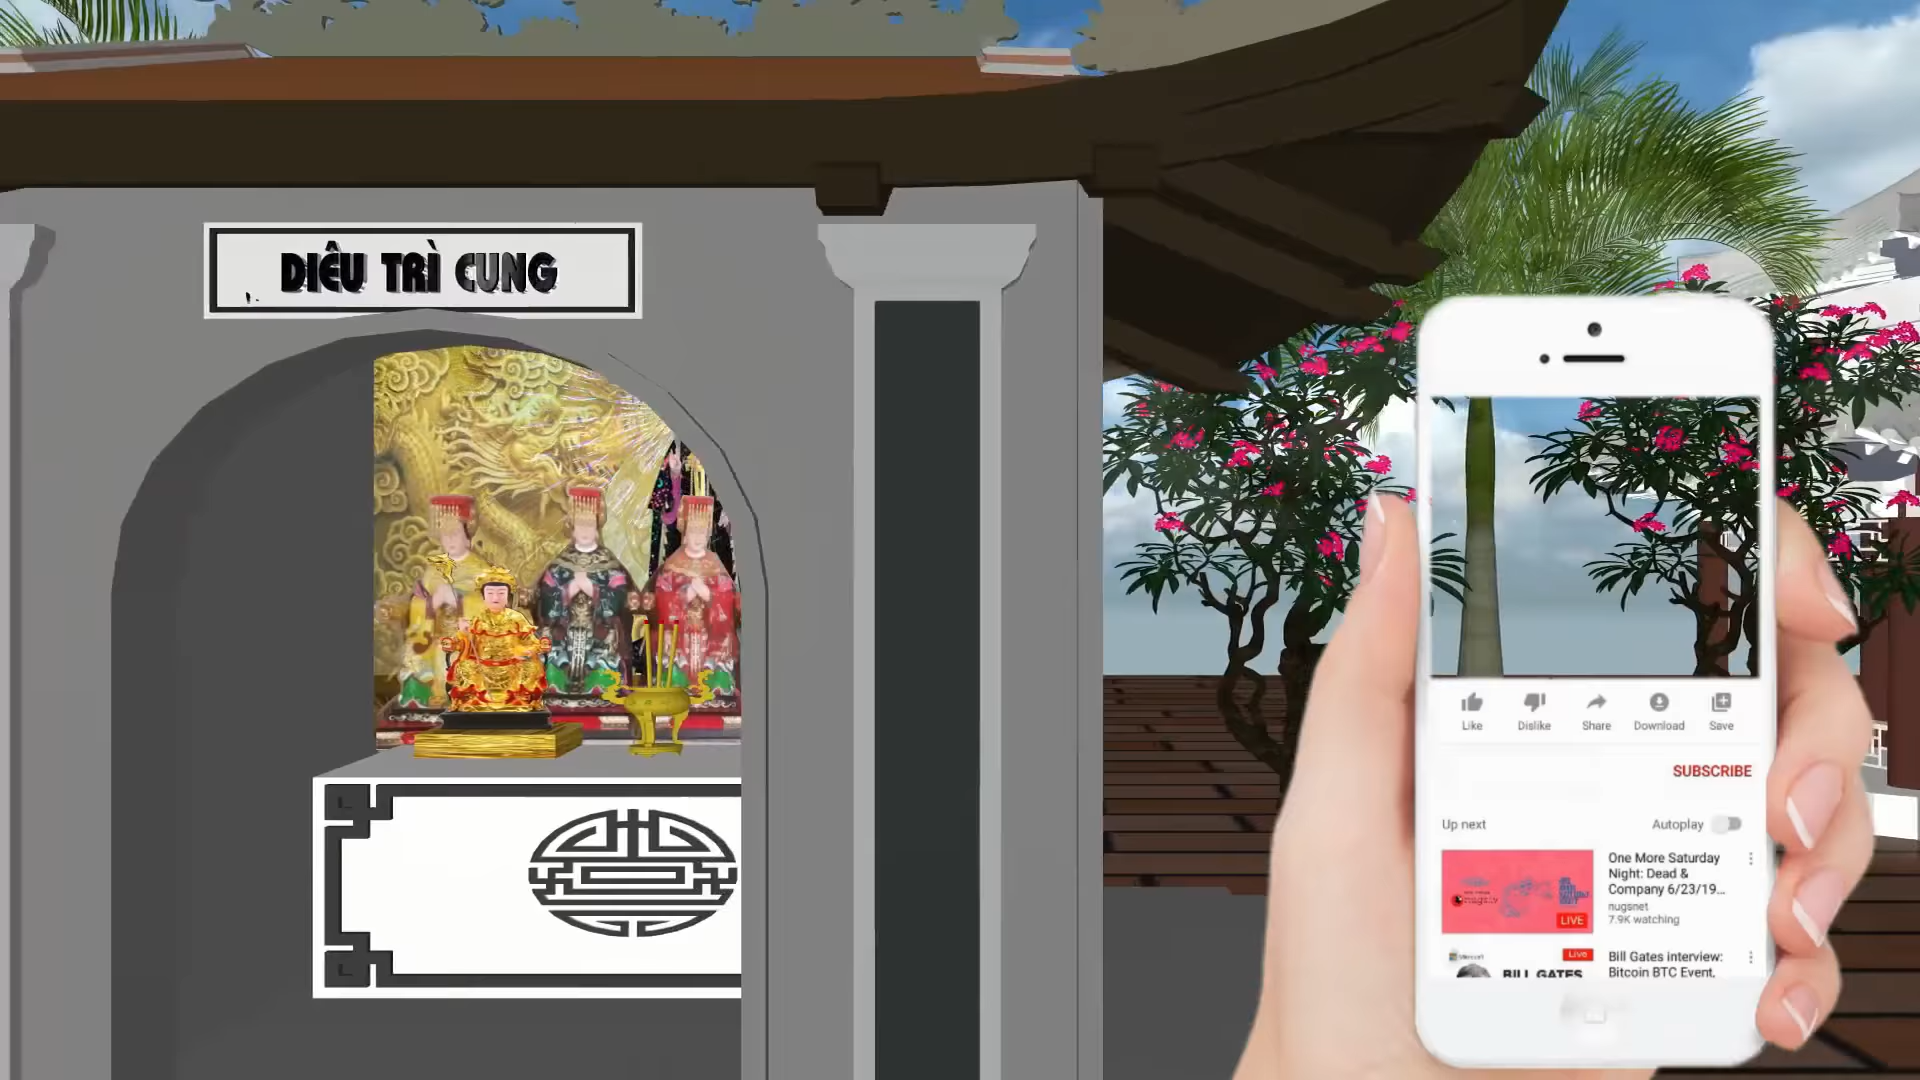 DIÊU TRÌ CUNG
Like Dislike Share Download Save
SUBSCRIBE
Up next Autoplay
One More Saturday
Night: Dead &
Company 6/23/19...
nugsnet
7.9K watching
LIVE
Live
BILL GATES
Bill Gates interview:
Bitcoin BTC Event,